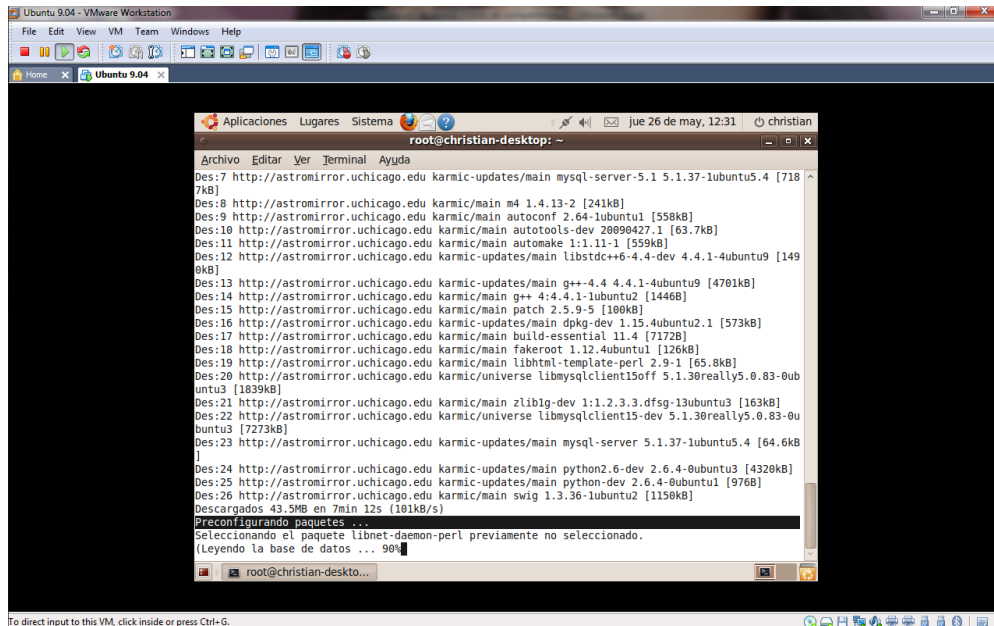 Ubuntu 9.04 - VMware Workstation
File Edit View VM Team Windows Help
Home X Ubuntu 9.04 X
Aplicaciones Lugares Sistema jue 26 de may, 12:31 christian
root@christian-desktop: ~
Archivo Editar Ver Terminal Ayuda
Des:7 http://astromirror.uchicago.edu karmic-updates/main mysql-server-5.1 5.1.37-1ubuntu5.4 [718
7kB]
Des:8 http://astromirror.uchicago.edu karmic/main m4 1.4.13-2 [241kB]
Des:9 http://astromirror.uchicago.edu karmic/main autoconf 2.64-1ubuntu1 [558kB]
Des:10 http://astromirror.uchicago.edu karmic/main autotools-dev 20090427.1 [63.7kB]
Des:11 http://astromirror.uchicago.edu karmic/main automake 1:1.11-1 [559kB]
Des:12 http://astromirror.uchicago.edu karmic-updates/main libstdc++6-4.4-dev 4.4.1-4ubuntu9 [149
0kB]
Des:13 http://astromirror.uchicago.edu karmic-updates/main g++-4.4 4.4.1-4ubuntu9 [4701kB]
Des:14 http://astromirror.uchicago.edu karmic/main g++ 4:4.4.1-1ubuntu2 [1446B]
Des:15 http://astromirror.uchicago.edu karmic/main patch 2.5.9-5 [100kB]
Des:16 http://astromirror.uchicago.edu karmic-updates/main dpkg-dev 1.15.4ubuntu2.1 [573kB]
Des:17 http://astromirror.uchicago.edu karmic/main build-essential 11.4 [7172B]
Des:18 http://astromirror.uchicago.edu karmic/main fakeroot 1.12.4ubuntu1 [126kB]
Des:19 http://astromirror.uchicago.edu karmic/main libhtml-template-perl 2.9-1 [65.8kB]
Des:20 http://astromirror.uchicago.edu karmic/universe libmysqlclient15off 5.1.30really5.0.83-0ub
untu3 [1839kB]
Des:21 http://astromirror.uchicago.edu karmic/main zlib1g-dev 1:1.2.3.3.dfsg-13ubuntu3 [163kB]
Des:22 http://astromirror.uchicago.edu karmic/universe libmysqlclient15-dev 5.1.30really5.0.83-0u
buntu3 [7273kB]
Des:23 http://astromirror.uchicago.edu karmic-updates/main mysql-server 5.1.37-1ubuntu5.4 [64.6kB
]
Des:24 http://astromirror.uchicago.edu karmic-updates/main python2.6-dev 2.6.4-0ubuntu3 [4320kB]
Des:25 http://astromirror.uchicago.edu karmic-updates/main python-dev 2.6.4-0ubuntu1 [976B]
Des:26 http://astromirror.uchicago.edu karmic/main swig 1.3.36-1ubuntu2 [1150kB]
Descargados 43.5MB en 7min 12s (101kB/s)
Preconfigurando paquetes ...
Seleccionando el paquete libnet-daemon-perl previamente no seleccionado.
(Leyendo la base de datos ... 90%
root@christian-deskto...
To direct input to this VM, click inside or press Ctrl+G.